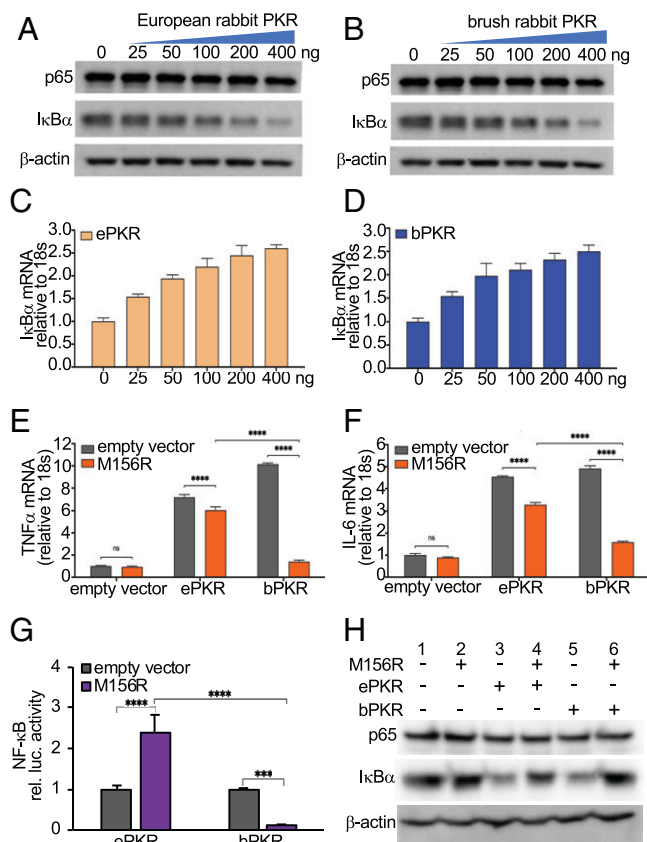 A
European rabbit PKR
0 25 50 100 200 400 ng
p65
IκBα
β-actin
B
brush rabbit PKR
0 25 50 100 200 400 ng
p65
IκBα
β-actin
C
ePKR
IκBα mRNA
relative to 18s
3.0
2.5
2.0
1.5
1.0
0.5
0.0
0 25 50 100 200 400 ng
D
bPKR
IκBα mRNA
relative to 18s
3.0
2.5
2.0
1.5
1.0
0.5
0.0
0 25 50 100 200 400 ng
E
empty vector
M156R
TNFα mRNA
(relative to 18s)
12
10
8
6
4
2
0
ns
****
****
****
empty vector ePKR bPKR
F
empty vector
M156R
IL-6 mRNA
(relative to 18s)
6
5
4
3
2
1
0
ns
****
****
****
empty vector ePKR bPKR
G
empty vector
M156R
NF-κB
rel. luc. activity
4
3
2
1
0
****
****
***
ePKR bPKR
H
1 2 3 4 5 6
M156R - + - + - +
ePKR - - + + - -
bPKR - - - - + +
p65
IκBα
β-actin